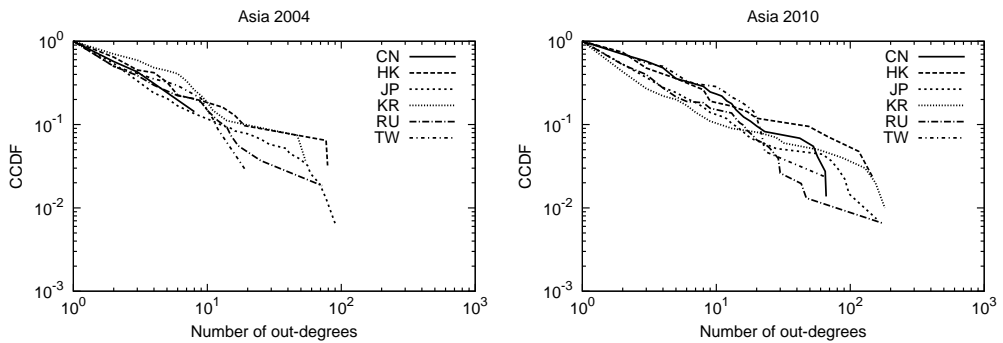 Asia 2004
10^0
10^-1
10^-2
10^-3
CCDF
10^0 10^1 10^2 10^3
Number of out-degrees
CN
HK
JP
KR
RU
TW
Asia 2010
10^0
10^-1
10^-2
10^-3
CCDF
10^0 10^1 10^2 10^3
Number of out-degrees
CN
HK
JP
KR
RU
TW